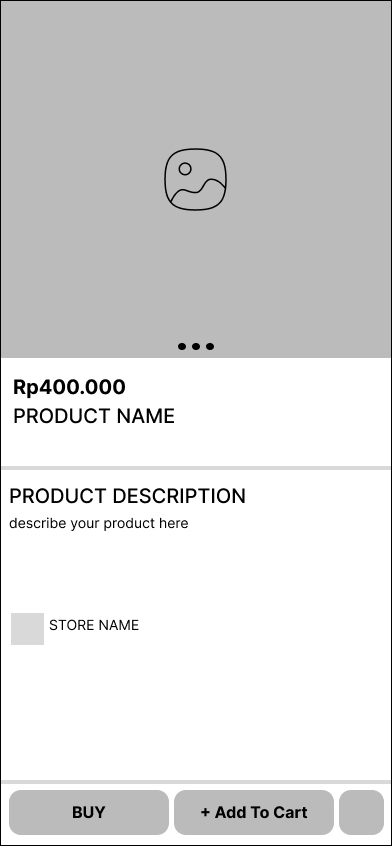 Rp400.000
PRODUCT NAME
PRODUCT DESCRIPTION
describe your product here
STORE NAME
BUY
+ Add To Cart